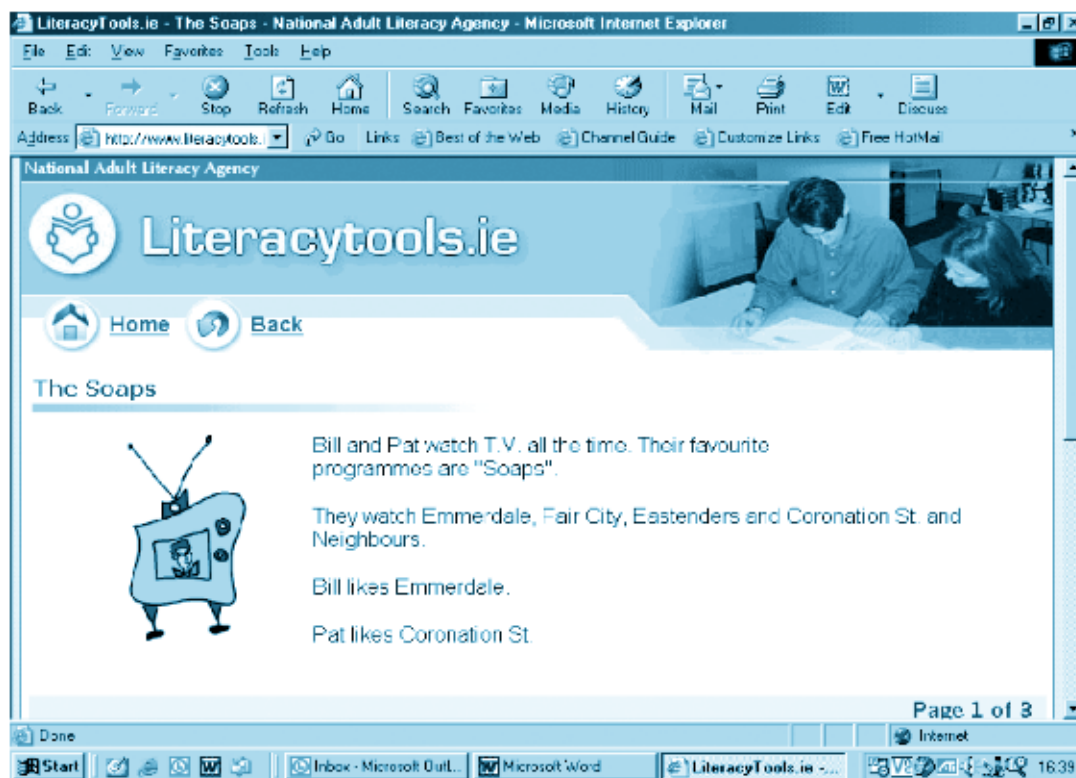 LiteracyTools.ie - The Soaps - National Adult Literacy Agency - Microsoft Internet Explorer
File Edit View Favorites Tools Help
Back Forward Stop Refresh Home Search Favorites Media History Mail Print Edit Discuss
Address http://www.literacytools.i Go Links Best of the Web Channel Guide Customize Links Free HotMail
National Adult Literacy Agency
Literacytools.ie
Home Back
The Soaps
Bill and Pat watch T.V. all the time. Their favourite
programmes are "Soaps".
They watch Emmerdale, Fair City, Eastenders and Coronation St. and
Neighbours.
Bill likes Emmerdale.
Pat likes Coronation St.
Page 1 of 3
Done Internet
Start Inbox - Microsoft Outl... Microsoft Word LiteracyTools.ie -... 16:39